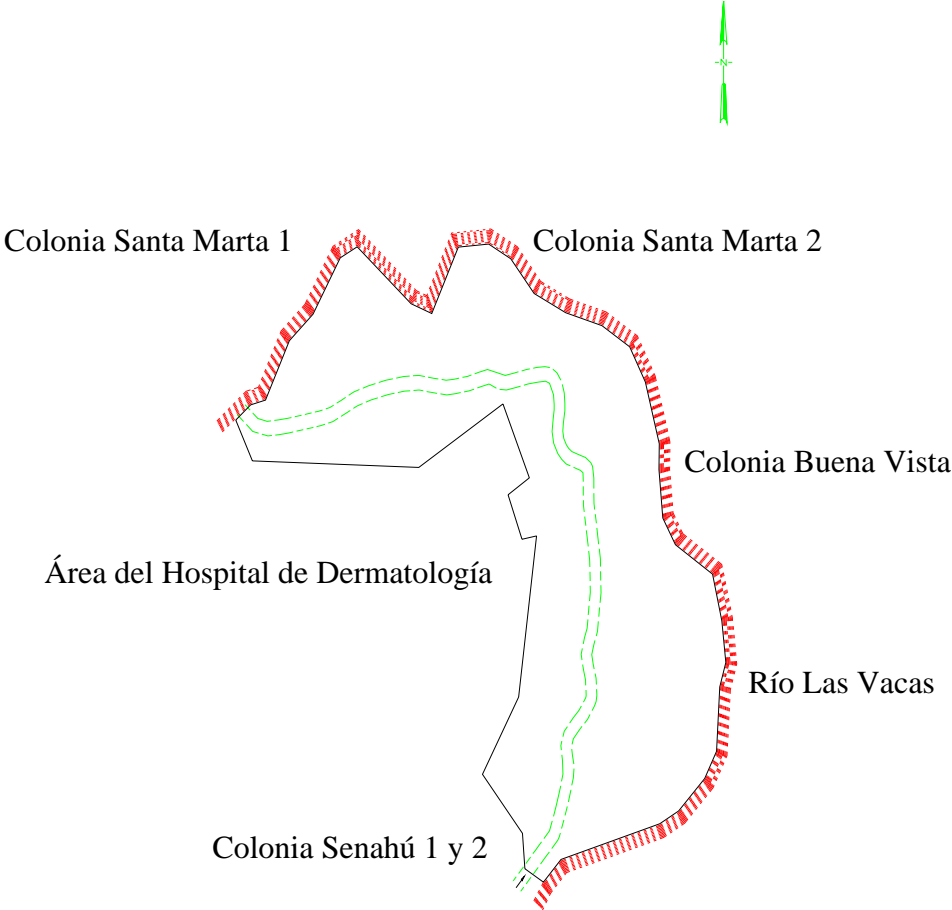 N
Colonia Santa Marta 1
Colonia Santa Marta 2
Colonia Buena Vista
Área del Hospital de Dermatología
Río Las Vacas
Colonia Senahú 1 y 2